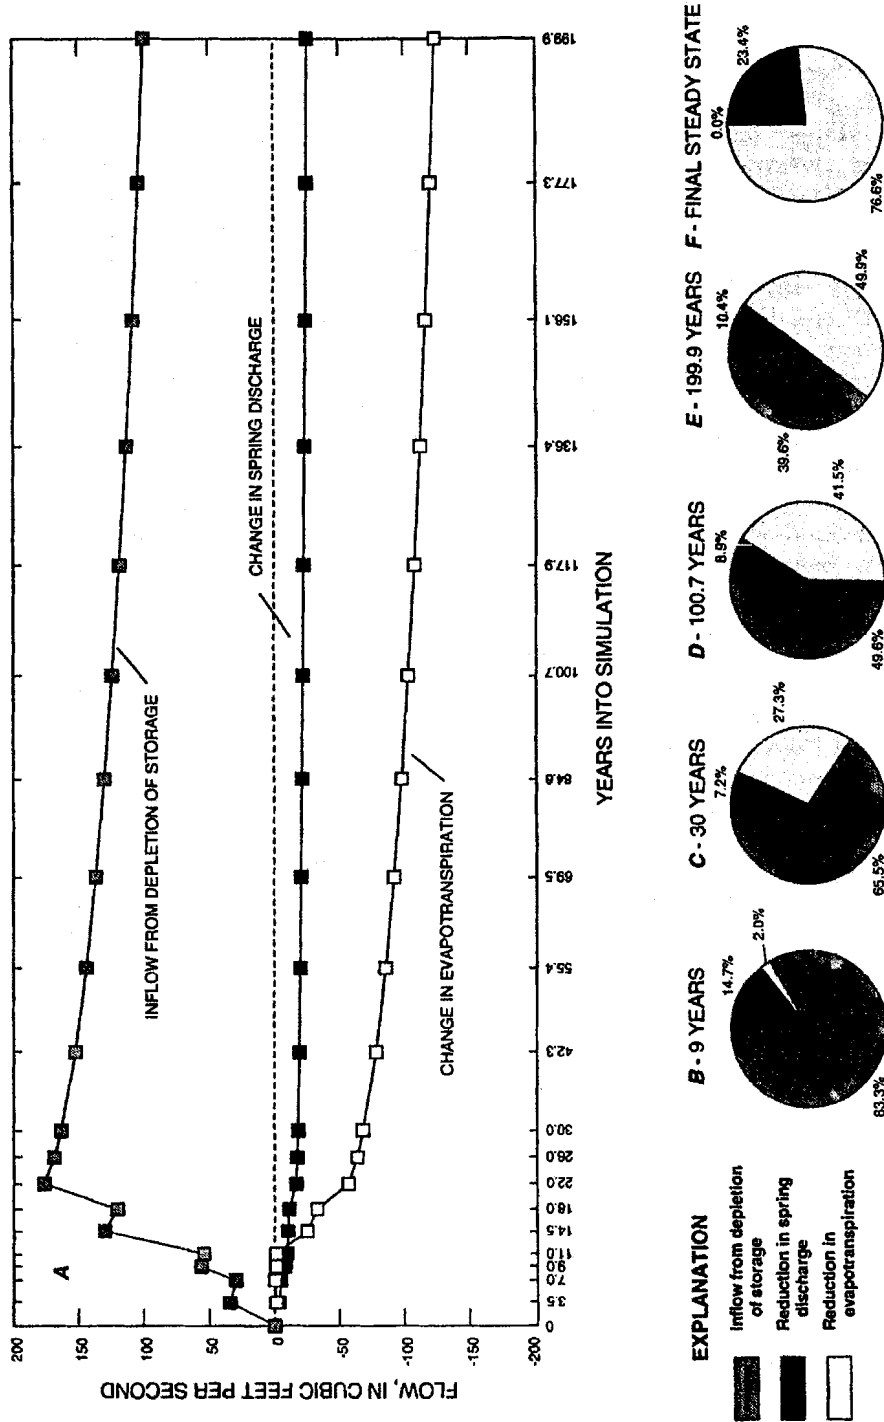 A
FLOW, IN CUBIC FEET PER SECOND
200
150
100
50
0
-50
-100
-150
-200
INFLOW FROM DEPLETION OF STORAGE
CHANGE IN SPRING DISCHARGE
CHANGE IN EVAPOTRANSPIRATION
0
3.5
7.0
9.0
11.0
14.5
18.0
22.0
26.0
30.0
42.3
55.4
69.5
84.6
100.7
117.9
136.4
156.1
177.3
199.9
YEARS INTO SIMULATION
EXPLANATION
Inflow from depletion
of storage
Reduction in spring
discharge
Reduction in
evapotranspiration
B - 9 YEARS
14.7%
2.0%
83.3%
C - 30 YEARS
7.2%
27.3%
65.5%
D - 100.7 YEARS
8.9%
41.5%
49.6%
E - 199.9 YEARS
10.4%
49.9%
39.6%
F - FINAL STEADY STATE
0.0%
23.4%
76.6%